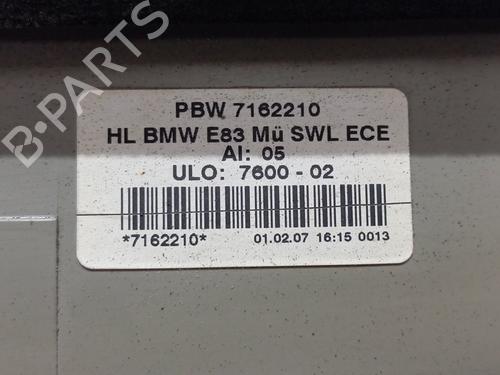 PBW 7162210
HL BMW E83 Mü SWL ECE
AI: 05
ULO: 7600 - 02
*7162210* 01.02.07 16:15 0013
B-PARTS